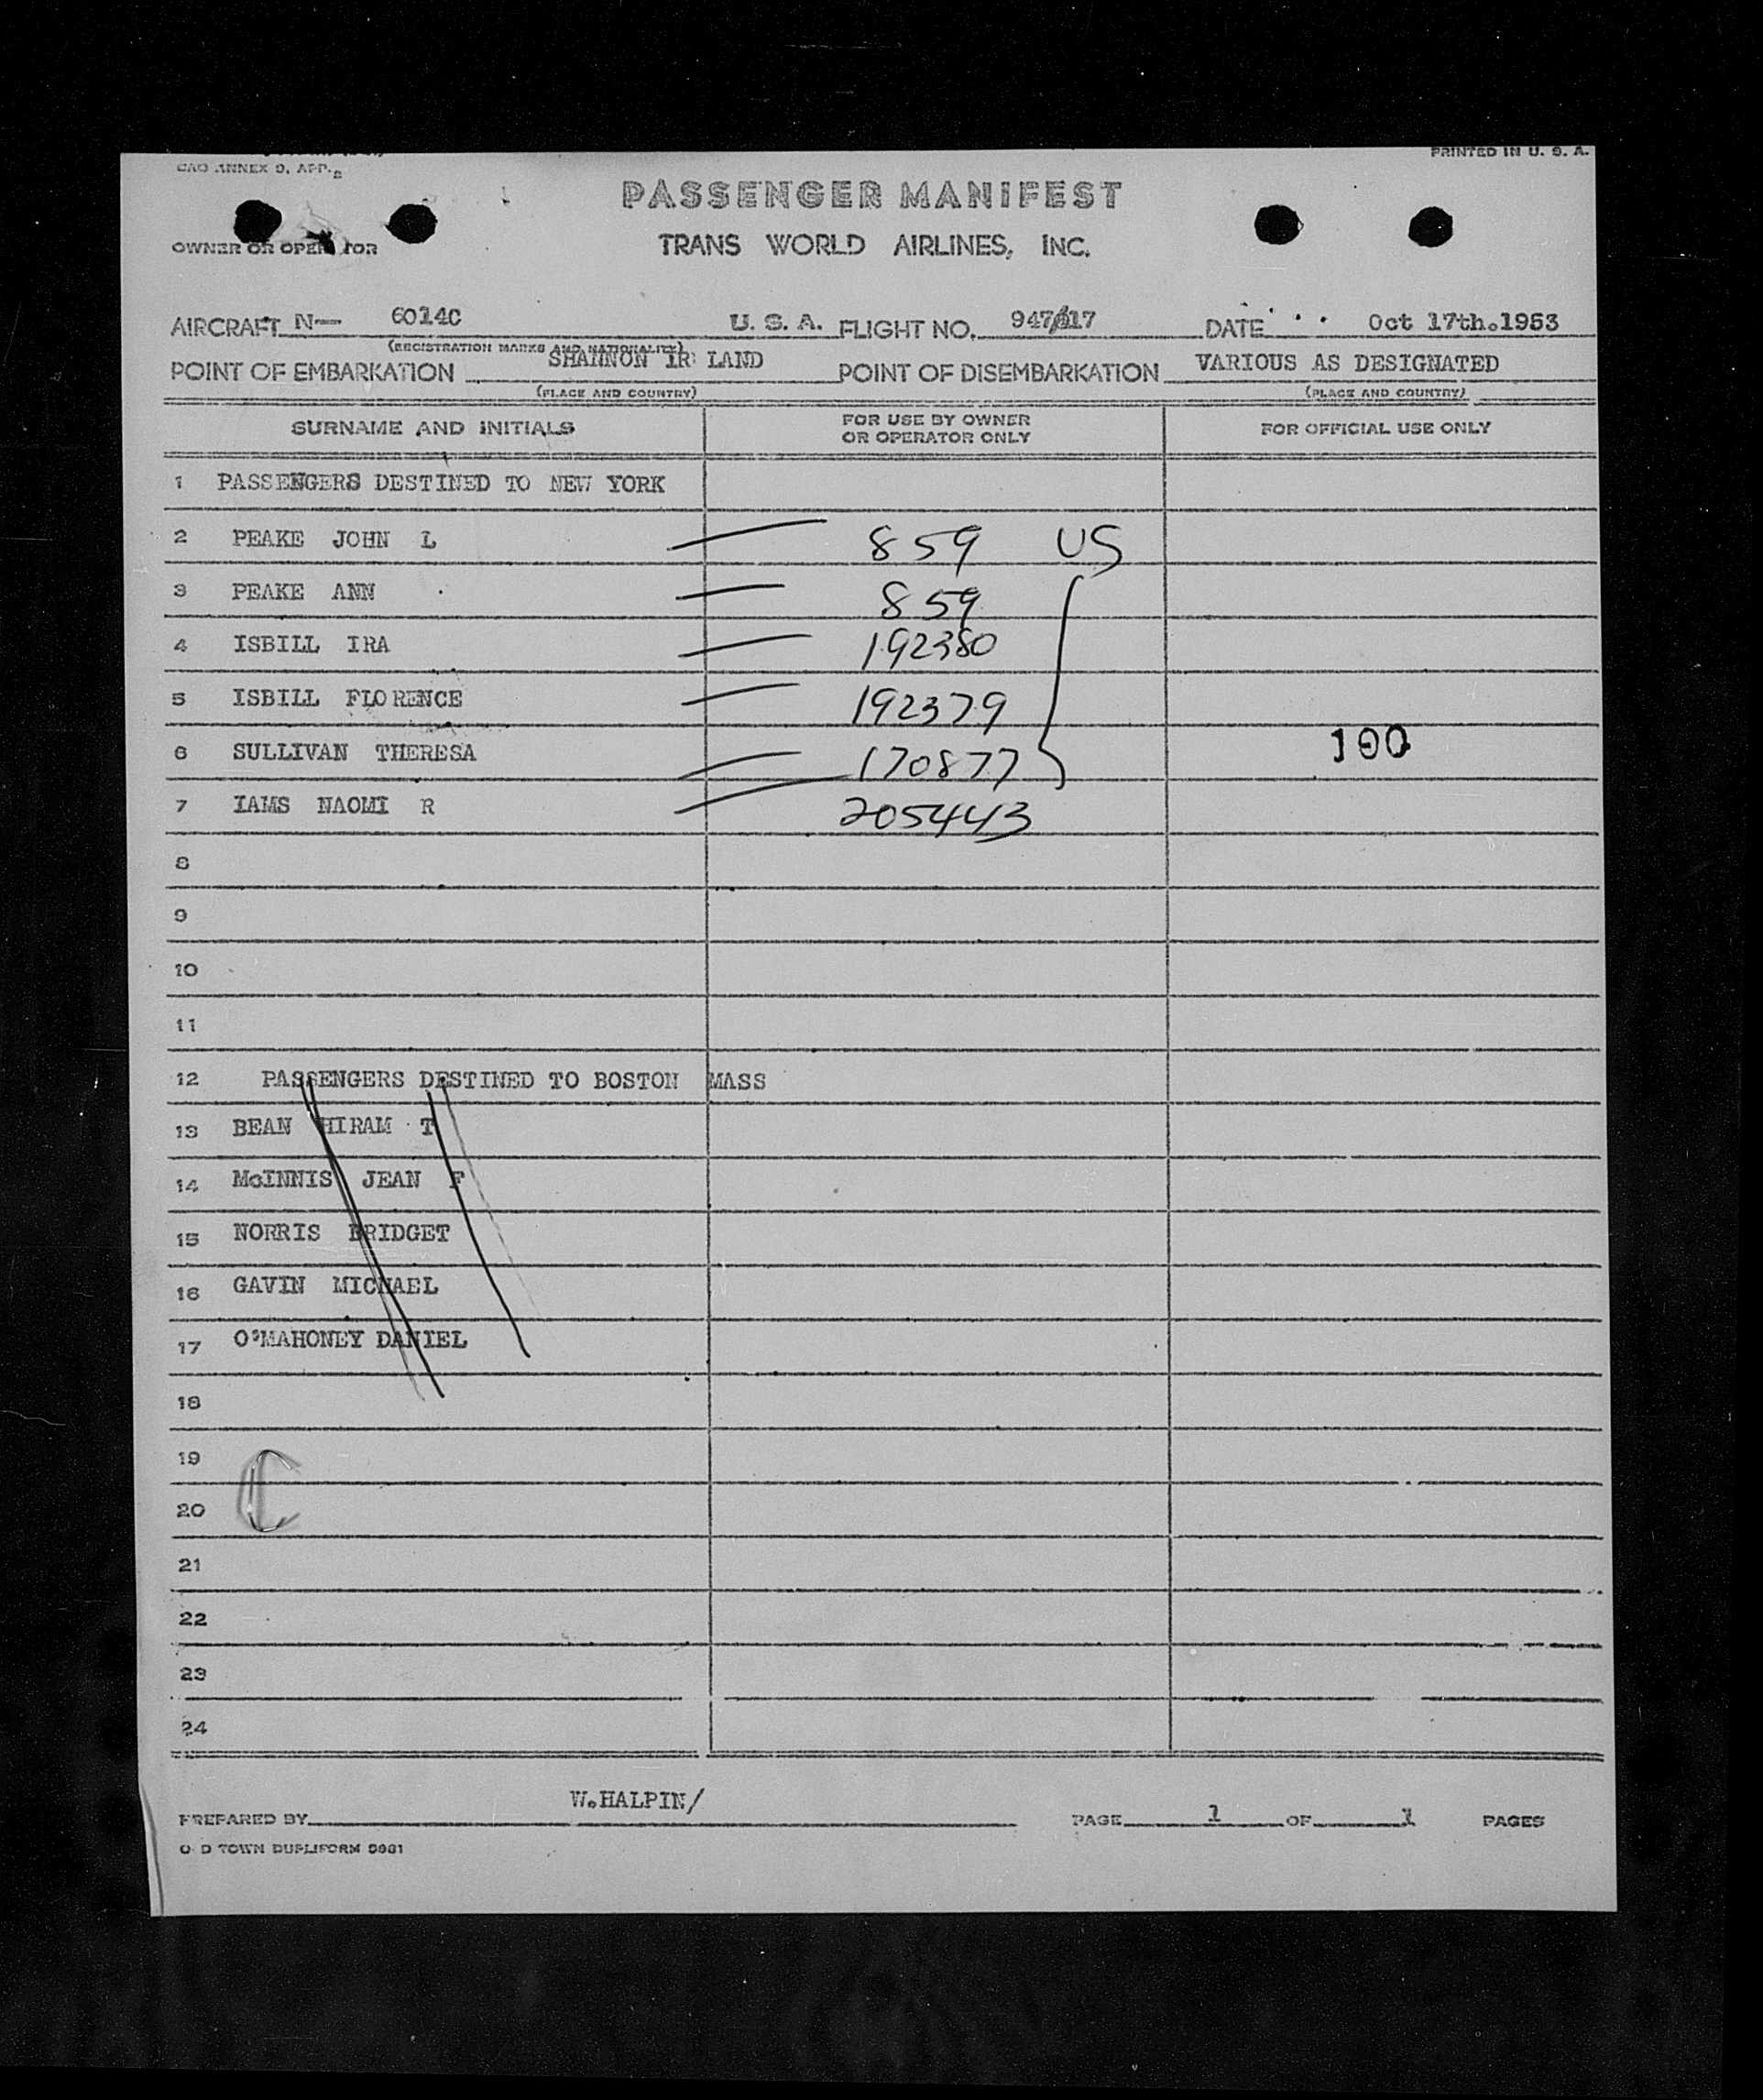 CAO ANNEX 9, APP. 2
PRINTED IN U. S. A.
PASSENGER MANIFEST
OWNER OR OPERATOR
TRANS WORLD AIRLINES, INC.
AIRCRAFT N— 6014C U. S. A. FLIGHT NO. 947/ DATE Oct 17th.1953
(REGISTRATION MARKS AND NATIONALITY)
POINT OF EMBARKATION SHANNON IR LAND POINT OF DISEMBARKATION VARIOUS AS DESIGNATED
(PLACE AND COUNTRY) (PLACE AND COUNTRY)
SURNAME AND INITIALS FOR USE BY OWNER OR OPERATOR ONLY FOR OFFICIAL USE ONLY
1 PASSENGERS DESTINED TO NEW YORK
2 PEAKE JOHN L 859 US
3 PEAKE ANN 859
4 ISBILL IRA 192380
5 ISBILL FLORENCE 192379
6 SULLIVAN THERESA 170877 100
7 IAMS NAOMI R 205443
8
9
10
11
12 PASSENGERS DESTINED TO BOSTON MASS
13 BEAN HIRAM T
14 McINNIS JEAN F
15 NORRIS BRIDGET
16 GAVIN MICHAEL
17 O'MAHONEY DANIEL
18
19
20
21
22
23
24
PREPARED BY W.HALPIN/ PAGE 1 OF 1 PAGES
O D TOWN DUPLIFORM 9981